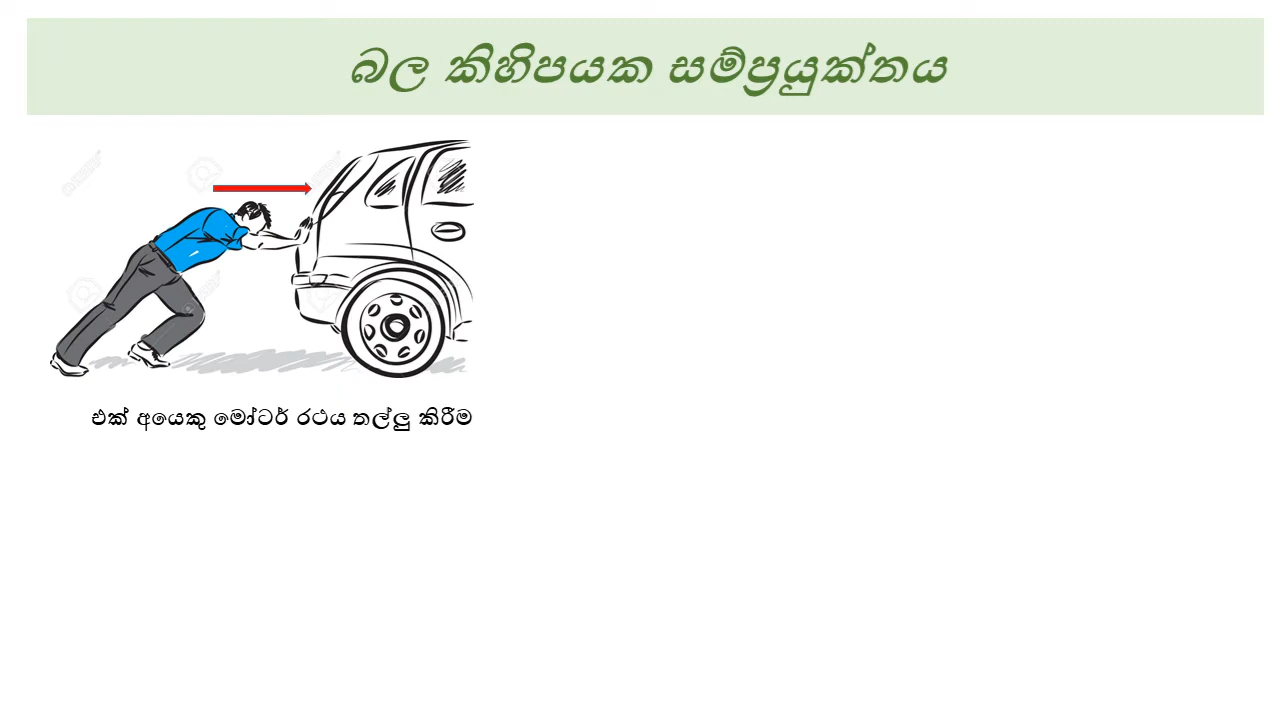 බල කිහිපයක සම්ප්‍රයුක්තය
එක් අයෙකු මෝටර් රථය තල්ලු කිරීම